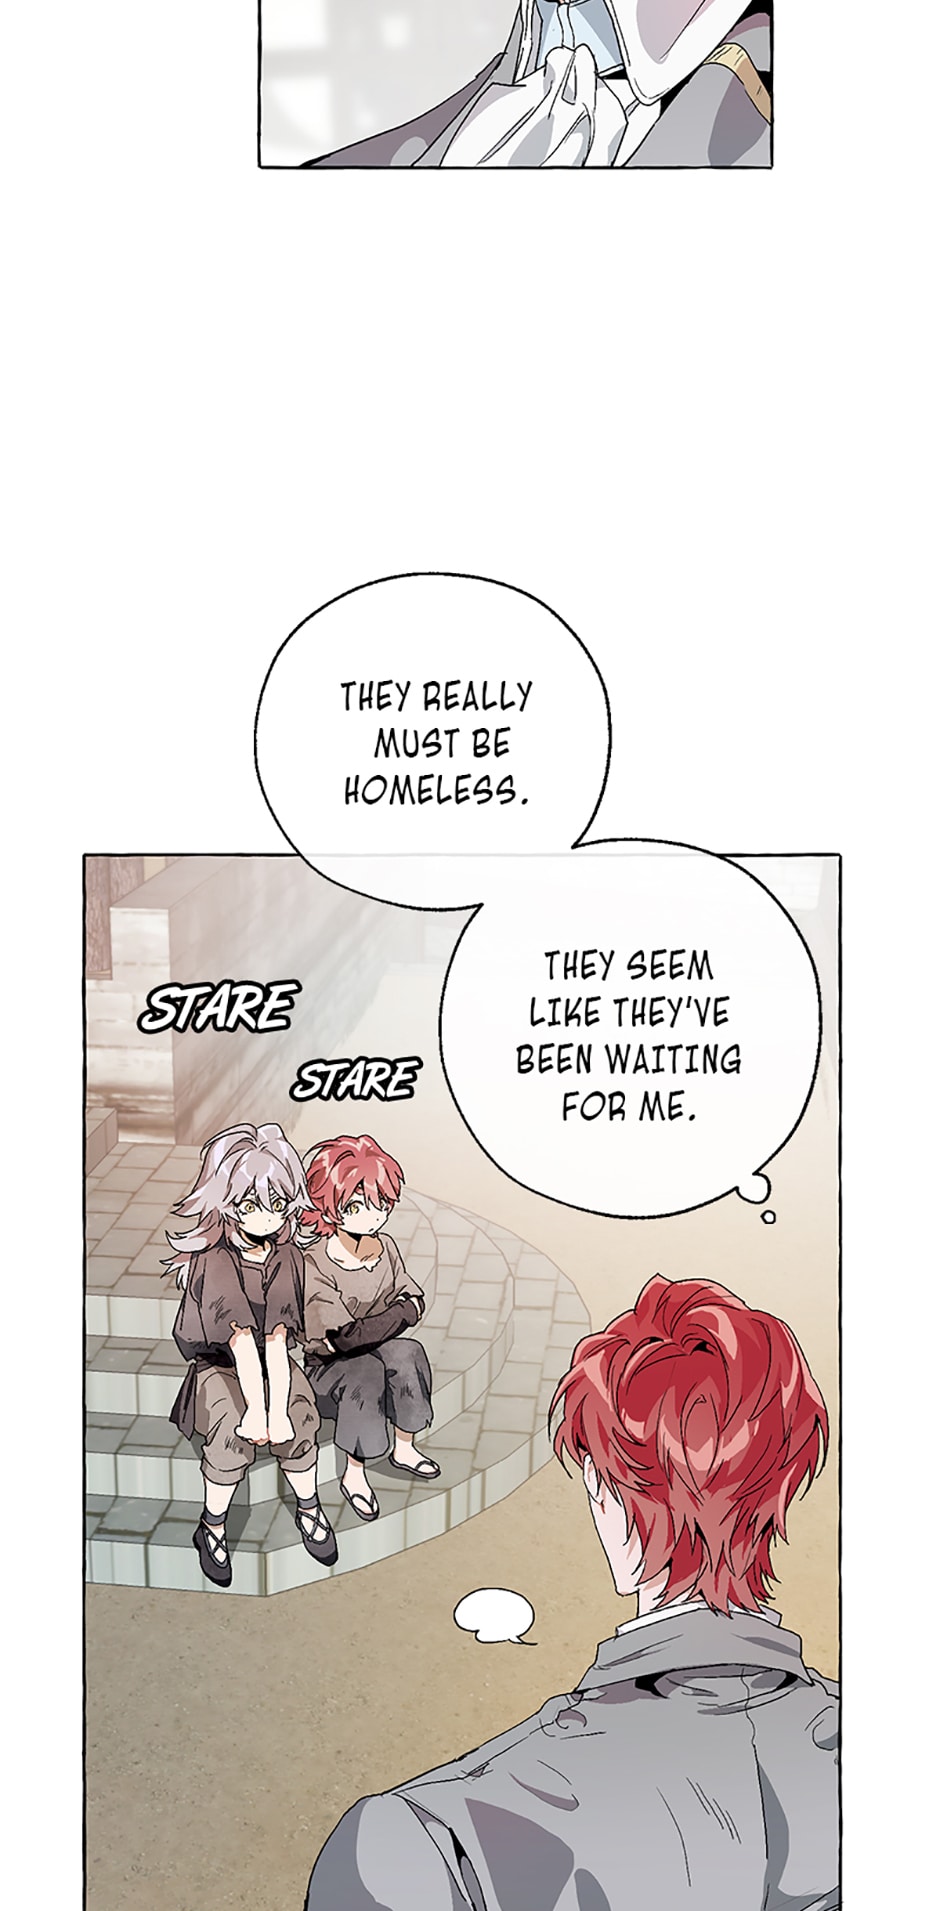 THEY REALLY
MUST BE
HOMELESS.
THEY SEEM
LIKE THEY'VE
BEEN WAITING
FOR ME.
STARE
STARE